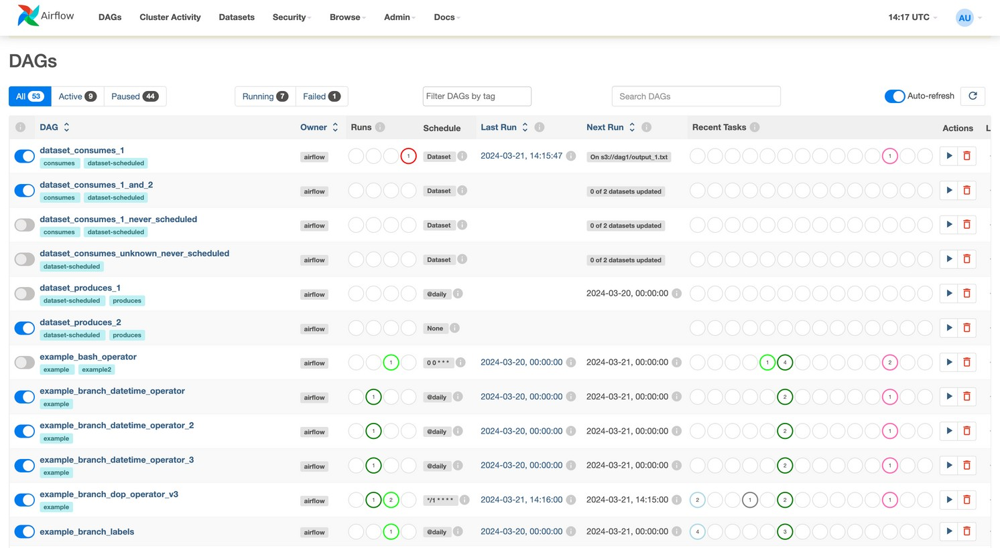 Airflow DAGs Cluster Activity Datasets Security Browse Admin Docs 14:17 UTC AU
DAGs
All 53 Active 9 Paused 44 Running 7 Failed 1 Filter DAGs by tag Search DAGs Auto-refresh
DAG Owner Runs Schedule Last Run Next Run Recent Tasks Actions L
dataset_consumes_1
consumes dataset-scheduled airflow 1 Dataset 2024-03-21, 14:15:47 On s3://dag1/output_1.txt 1
dataset_consumes_1_and_2
consumes dataset-scheduled airflow Dataset 0 of 2 datasets updated
dataset_consumes_1_never_scheduled
consumes dataset-scheduled airflow Dataset 0 of 2 datasets updated
dataset_consumes_unknown_never_scheduled
dataset-scheduled airflow Dataset 0 of 2 datasets updated
dataset_produces_1
dataset-scheduled produces airflow @daily 2024-03-20, 00:00:00
dataset_produces_2
dataset-scheduled produces airflow None
example_bash_operator
example example2 airflow 1 0 0 * * * 2024-03-20, 00:00:00 2024-03-21, 00:00:00 1 4 2
example_branch_datetime_operator
example airflow 1 @daily 2024-03-20, 00:00:00 2024-03-21, 00:00:00 2 1
example_branch_datetime_operator_2
example airflow 1 @daily 2024-03-20, 00:00:00 2024-03-21, 00:00:00 2 1
example_branch_datetime_operator_3
example airflow 1 @daily 2024-03-20, 00:00:00 2024-03-21, 00:00:00 2 1
example_branch_dop_operator_v3
example airflow 1 2 */1 * * * * 2024-03-21, 14:16:00 2024-03-21, 14:15:00 2 1 2 1
example_branch_labels airflow 1 @daily 2024-03-20, 00:00:00 2024-03-21, 00:00:00 4 3